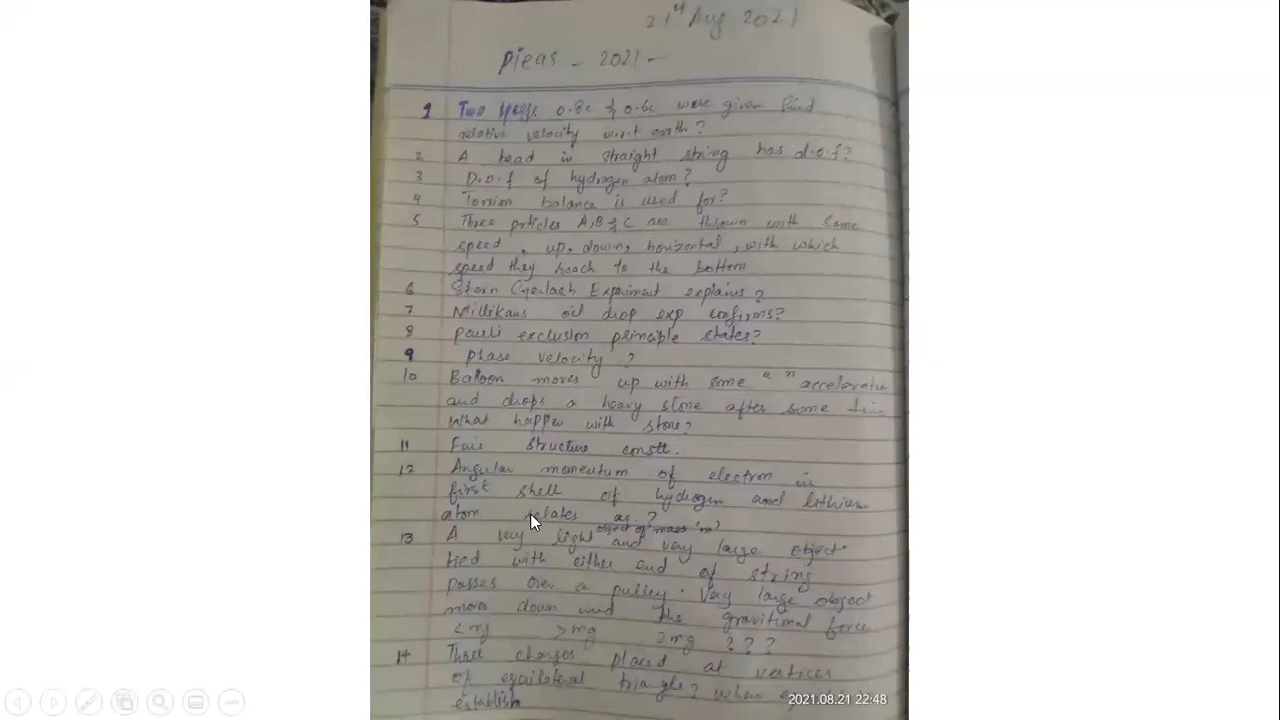 21st Aug 2021
Pieas - 2021 -
1 Two speeds 0.8c & 0.6c were given find
relative velocity w.r.t earth?
2 A bead in straight string has d.o.f?
3 D.o.f of hydrogen atom?
4 Torsion balance is used for?
5 Three prticles A,B & C are thrown with same
speed , up, down, horizontal, with which
speed they reach to the bottom
6 Stern Experiment explains?
7 Millikans oil drop exp confirms?
8 Pauli exclusion principle states?
9 phase velocity ?
10 Balloon moves up with some "a" acceleration
and drops a heavy stone after some time
what happen with stone?
11 structure constt.
12 Angular momentum of electron in
first shell of hydrogen and lithium
atom relates as ?
object of mass 'm'
13 A very light and very large object
tied with either end of string
passes over a pulley. Very large object
moves down the gravitional force
<mg >mg 2mg ???
14 Three charges placed at vertices
of equilateral triangle? when
establish
2021.08.21 22:48